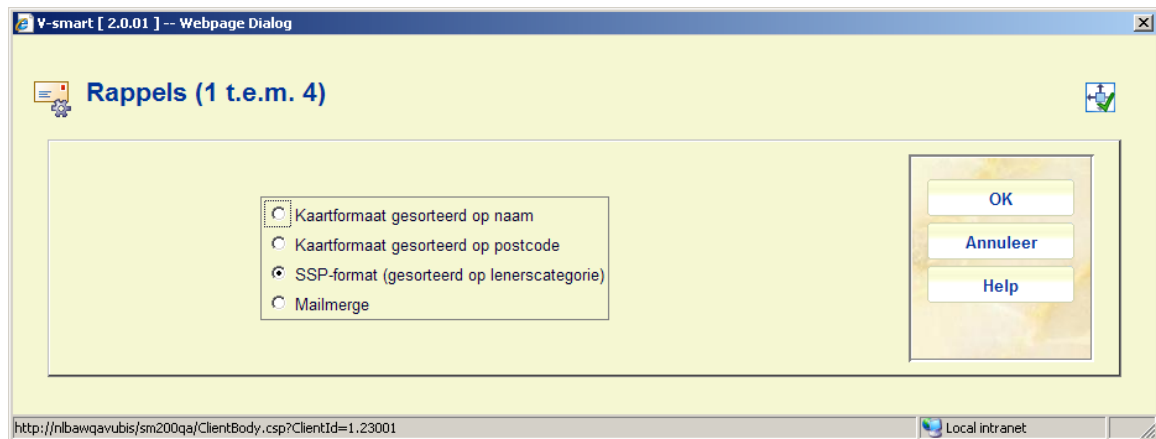 V-smart [ 2.0.01 ] -- Webpage Dialog
Rappels (1 t.e.m. 4)
Kaartformaat gesorteerd op naam
Kaartformaat gesorteerd op postcode
SSP-format (gesorteerd op lenerscategorie)
Mailmerge
OK
Annuleer
Help
http://nlbawqavubis/sm200qa/ClientBody.csp?ClientId=1.23001
Local intranet